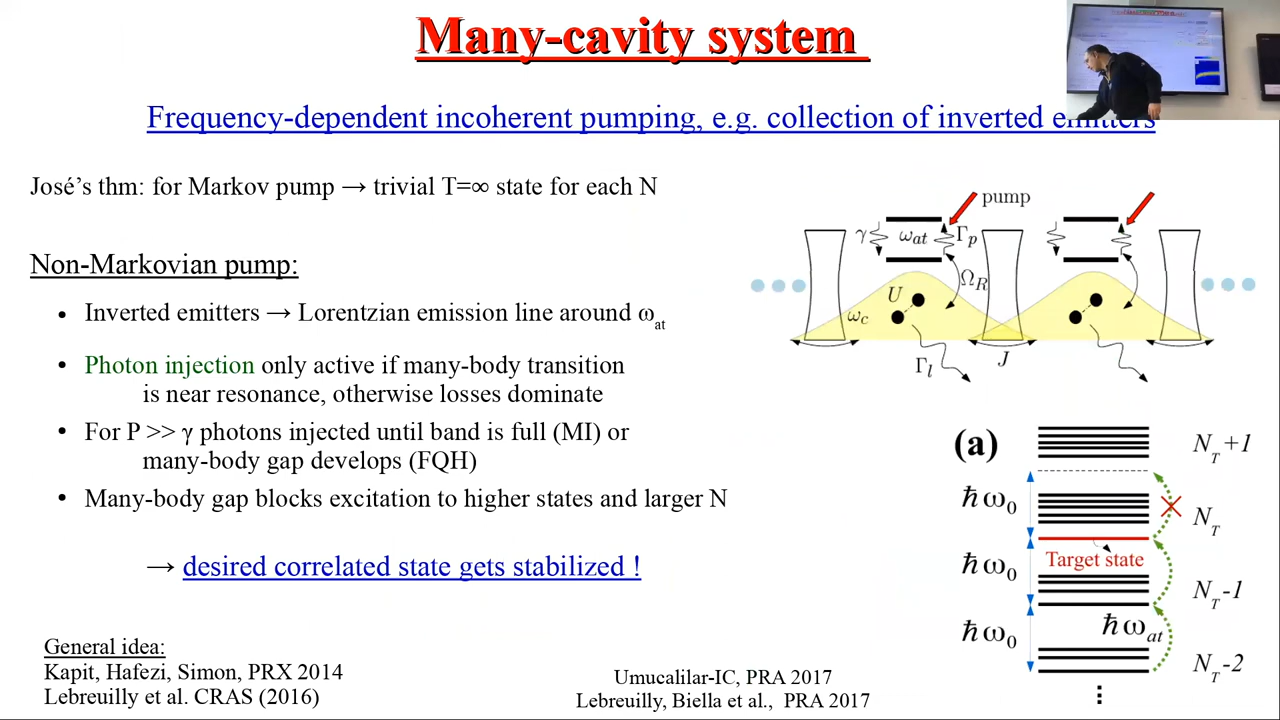 Many-cavity system
Frequency-dependent incoherent pumping, e.g. collection of inverted emitters
José's thm: for Markov pump → trivial T=∞ state for each N
Non-Markovian pump:
• Inverted emitters → Lorentzian emission line around ω_at
• Photon injection only active if many-body transition
is near resonance, otherwise losses dominate
• For P >> γ photons injected until band is full (MI) or
many-body gap develops (FQH)
• Many-body gap blocks excitation to higher states and larger N
→ desired correlated state gets stabilized !
General idea:
Kapit, Hafezi, Simon, PRX 2014
Lebreuilly et al. CRAS (2016)
Umucalilar-IC, PRA 2017
Lebreuilly, Biella et al., PRA 2017
pump
γ ω_at Γ_p
Ω_R
U
ω_c
Γ_l J
(a)
N_T+1
ħω_0 N_T
Target state
ħω_0 N_T-1
ħω_at
ħω_0 N_T-2